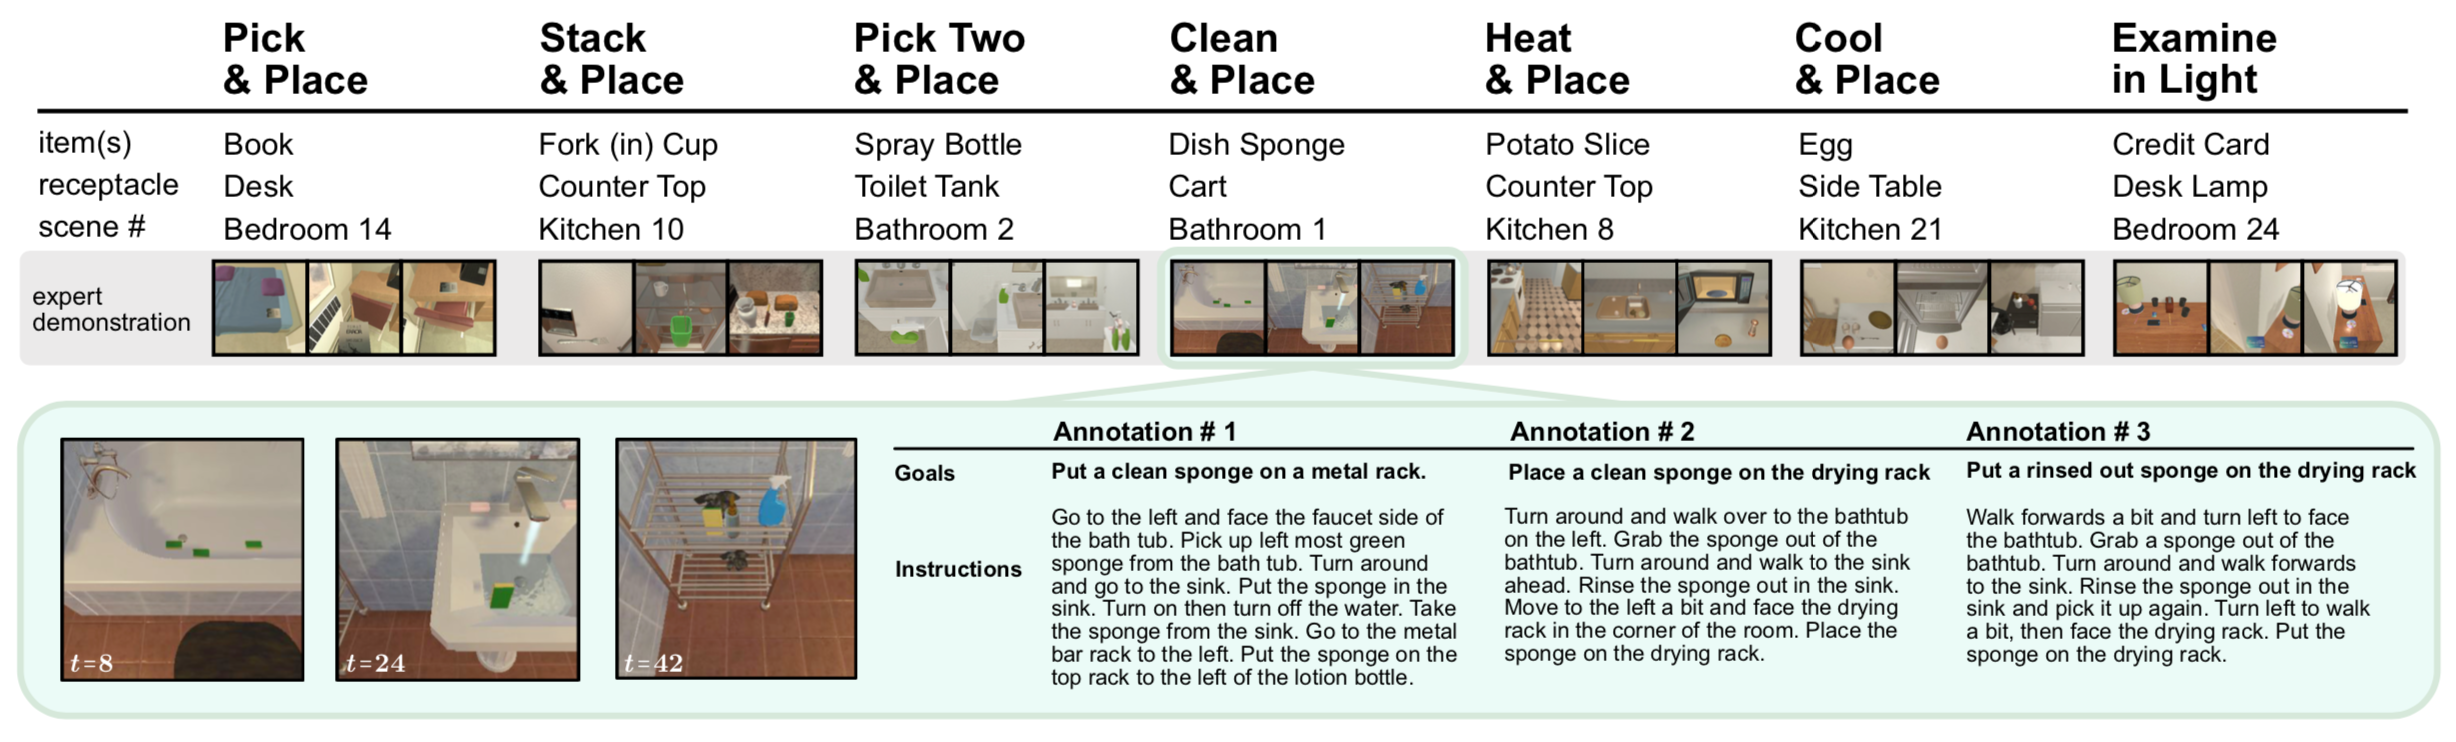 Pick
& Place
Stack
& Place
Pick Two
& Place
Clean
& Place
Heat
& Place
Cool
& Place
Examine
in Light
item(s) Book Fork (in) Cup Spray Bottle Dish Sponge Potato Slice Egg Credit Card
receptacle Desk Counter Top Toilet Tank Cart Counter Top Side Table Desk Lamp
scene # Bedroom 14 Kitchen 10 Bathroom 2 Bathroom 1 Kitchen 8 Kitchen 21 Bedroom 24
expert
demonstration
t=8
t=24
t=42
Annotation # 1 Annotation # 2 Annotation # 3
Goals
Put a clean sponge on a metal rack.
Place a clean sponge on the drying rack
Put a rinsed out sponge on the drying rack
Instructions
Go to the left and face the faucet side of
the bath tub. Pick up left most green
sponge from the bath tub. Turn around
and go to the sink. Put the sponge in the
sink. Turn on then turn off the water. Take
the sponge from the sink. Go to the metal
bar rack to the left. Put the sponge on the
top rack to the left of the lotion bottle.
Turn around and walk over to the bathtub
on the left. Grab the sponge out of the
bathtub. Turn around and walk to the sink
ahead. Rinse the sponge out in the sink.
Move to the left a bit and face the drying
rack in the corner of the room. Place the
sponge on the drying rack.
Walk forwards a bit and turn left to face
the bathtub. Grab a sponge out of the
bathtub. Turn around and walk forwards
to the sink. Rinse the sponge out in the
sink and pick it up again. Turn left to walk
a bit, then face the drying rack. Put the
sponge on the drying rack.